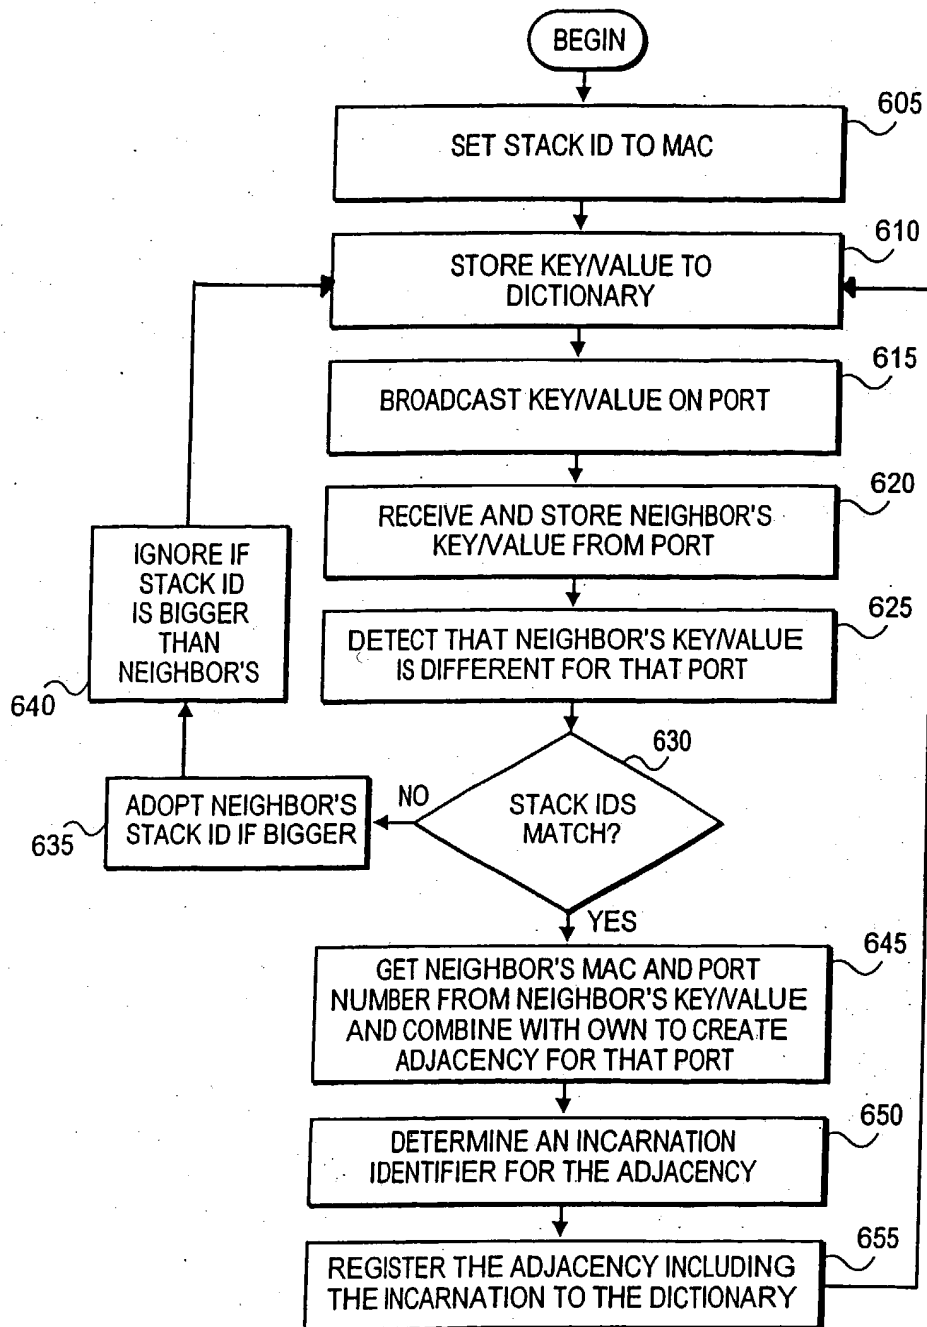 BEGIN
605
SET STACK ID TO MAC
610
STORE KEY/VALUE TO
DICTIONARY
615
BROADCAST KEY/VALUE ON PORT
620
RECEIVE AND STORE NEIGHBOR'S
KEY/VALUE FROM PORT
625
DETECT THAT NEIGHBOR'S KEY/VALUE
IS DIFFERENT FOR THAT PORT
630
STACK IDS
MATCH?
NO
ADOPT NEIGHBOR'S
STACK ID IF BIGGER
635
IGNORE IF
STACK ID
IS BIGGER
THAN
NEIGHBOR'S
640
YES
645
GET NEIGHBOR'S MAC AND PORT
NUMBER FROM NEIGHBOR'S KEY/VALUE
AND COMBINE WITH OWN TO CREATE
ADJACENCY FOR THAT PORT
650
DETERMINE AN INCARNATION
IDENTIFIER FOR THE ADJACENCY
655
REGISTER THE ADJACENCY INCLUDING
THE INCARNATION TO THE DICTIONARY